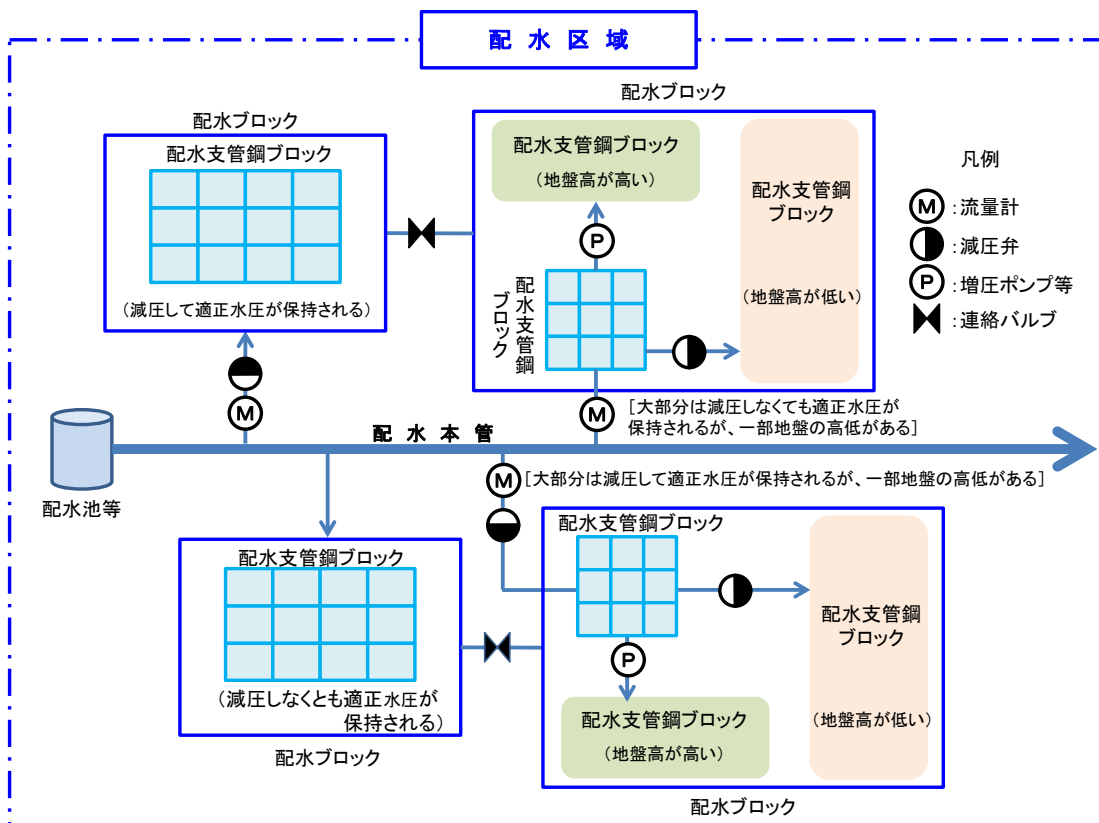 配水区域
配水ブロック
配水支管鋼ブロック
(減圧して適正水圧が保持される)
M
配水ブロック
配水支管鋼ブロック
(地盤高が高い)
P
配水支管鋼
ブロック
配水支管鋼
ブロック
(地盤高が低い)
M
[大部分は減圧しなくても適正水圧が
保持されるが、一部地盤の高低がある]
凡例
M:流量計
:減圧弁
P:増圧ポンプ等
:連絡バルブ
配水本管
配水池等
M
[大部分は減圧して適正水圧が保持されるが、一部地盤の高低がある]
配水支管鋼ブロック
(減圧しなくとも適正水圧が
保持される)
配水ブロック
配水支管鋼ブロック
P
配水支管鋼ブロック
(地盤高が高い)
配水支管鋼
ブロック
(地盤高が低い)
配水ブロック